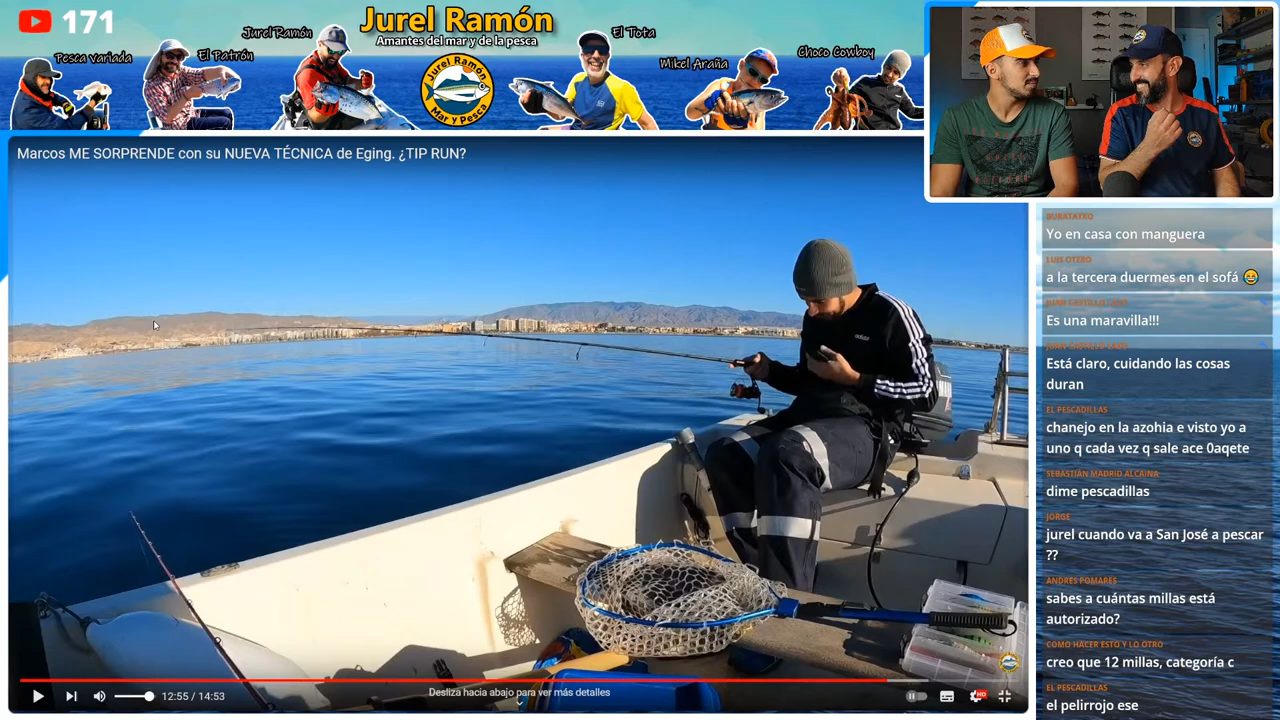 171
Jurel Ramón
Amantes del mar y de la pesca
Pesca variada
El Patrón
Jurel Ramón
Jurel Ramón
Mar y Pesca
El Tota
Mikel Araña
Choco Cowboy
Marcos ME SORPRENDE con su NUEVA TÉCNICA de Eging. ¿TIP RUN?
12:55 / 14:53
Desliza hacia abajo para ver más detalles
HD
Yo en casa con manguera
LUIS OTERO
a la tercera duermes en el sofá 😂
Es una maravilla!!!
Está claro, cuidando las cosas
duran
EL PESCADILLAS
chanejo en la azohia e visto yo a
uno q cada vez q sale ace 0aqete
SEBASTIÁN MADRID ALCAINA
dime pescadillas
JORGE
jurel cuando va a San José a pescar
??
ANDRES POMARES
sabes a cuántas millas está
autorizado?
COMO HACER ESTO Y LO OTRO
creo que 12 millas, categoría c
EL PESCADILLAS
el pelirrojo ese